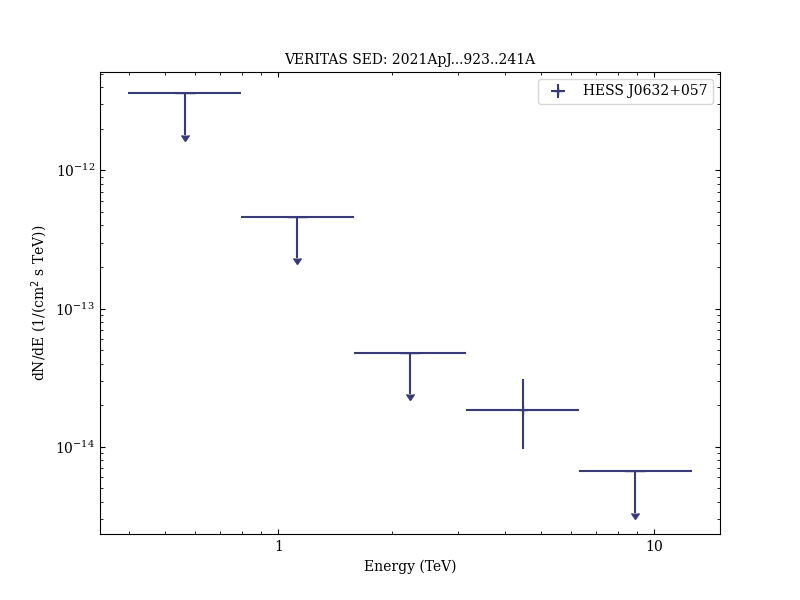 VERITAS SED: 2021ApJ...923..241A
HESS J0632+057
10⁻¹²
10⁻¹³
10⁻¹⁴
dN/dE (1/(cm² s TeV))
1
10
Energy (TeV)